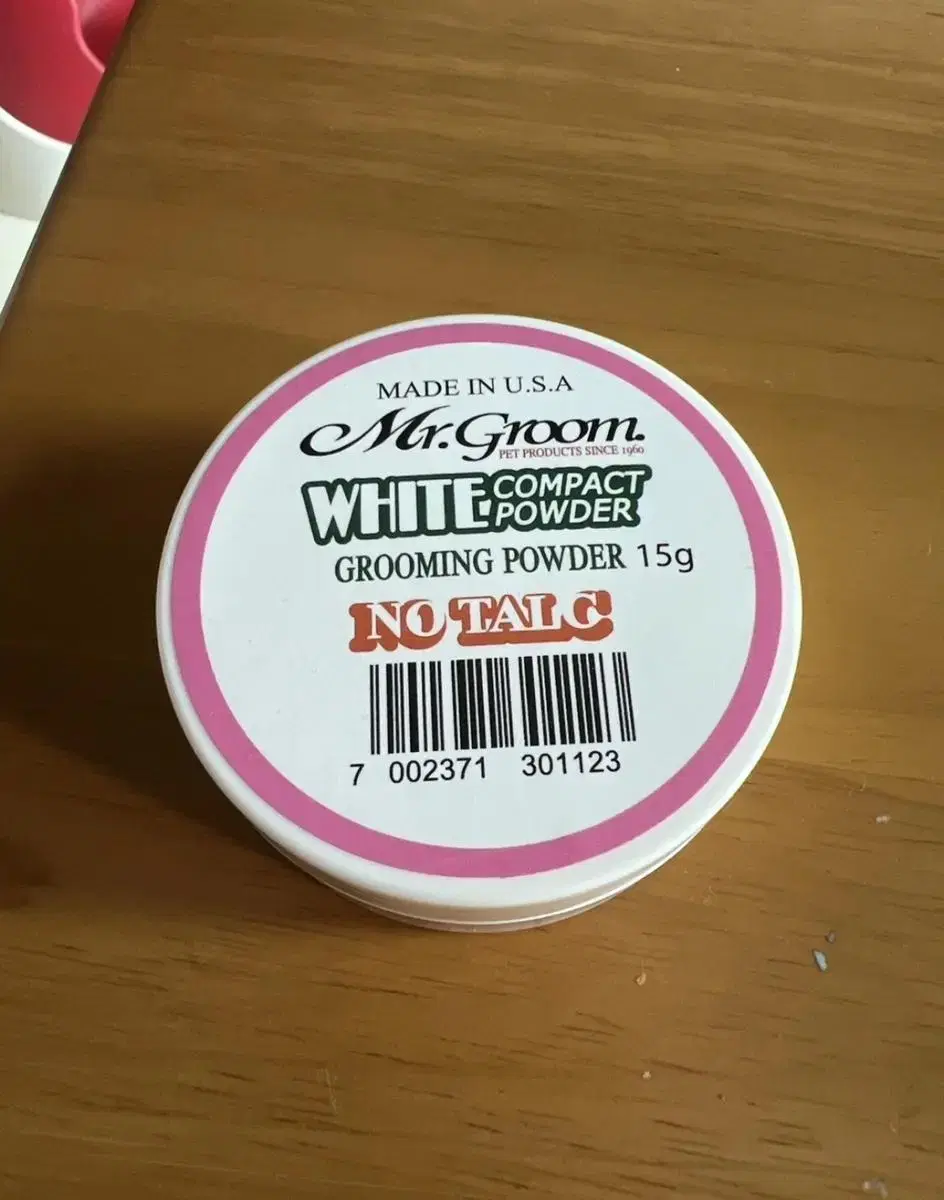 MADE IN U.S.A
Mr. Groom.
PET PRODUCTS SINCE 1960
WHITE COMPACT POWDER
GROOMING POWDER 15g
NO TALC
7 002371 301123